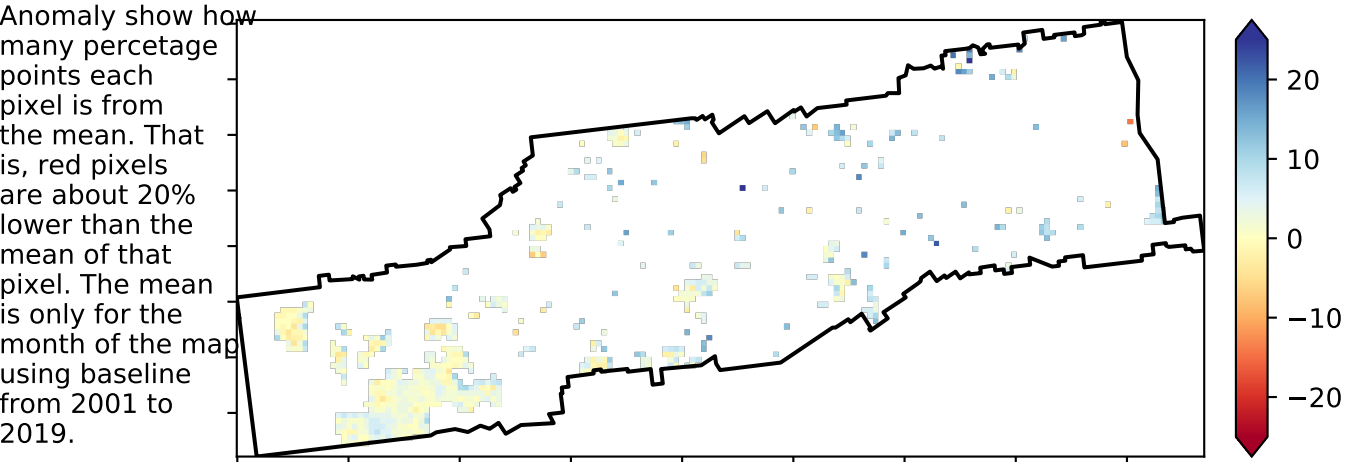 Anomaly show how
many percetage
points each
pixel is from
the mean. That
is, red pixels
are about 20%
lower than the
mean of that
pixel. The mean
is only for the
month of the map
using baseline
from 2001 to
2019.
20
10
0
−10
−20